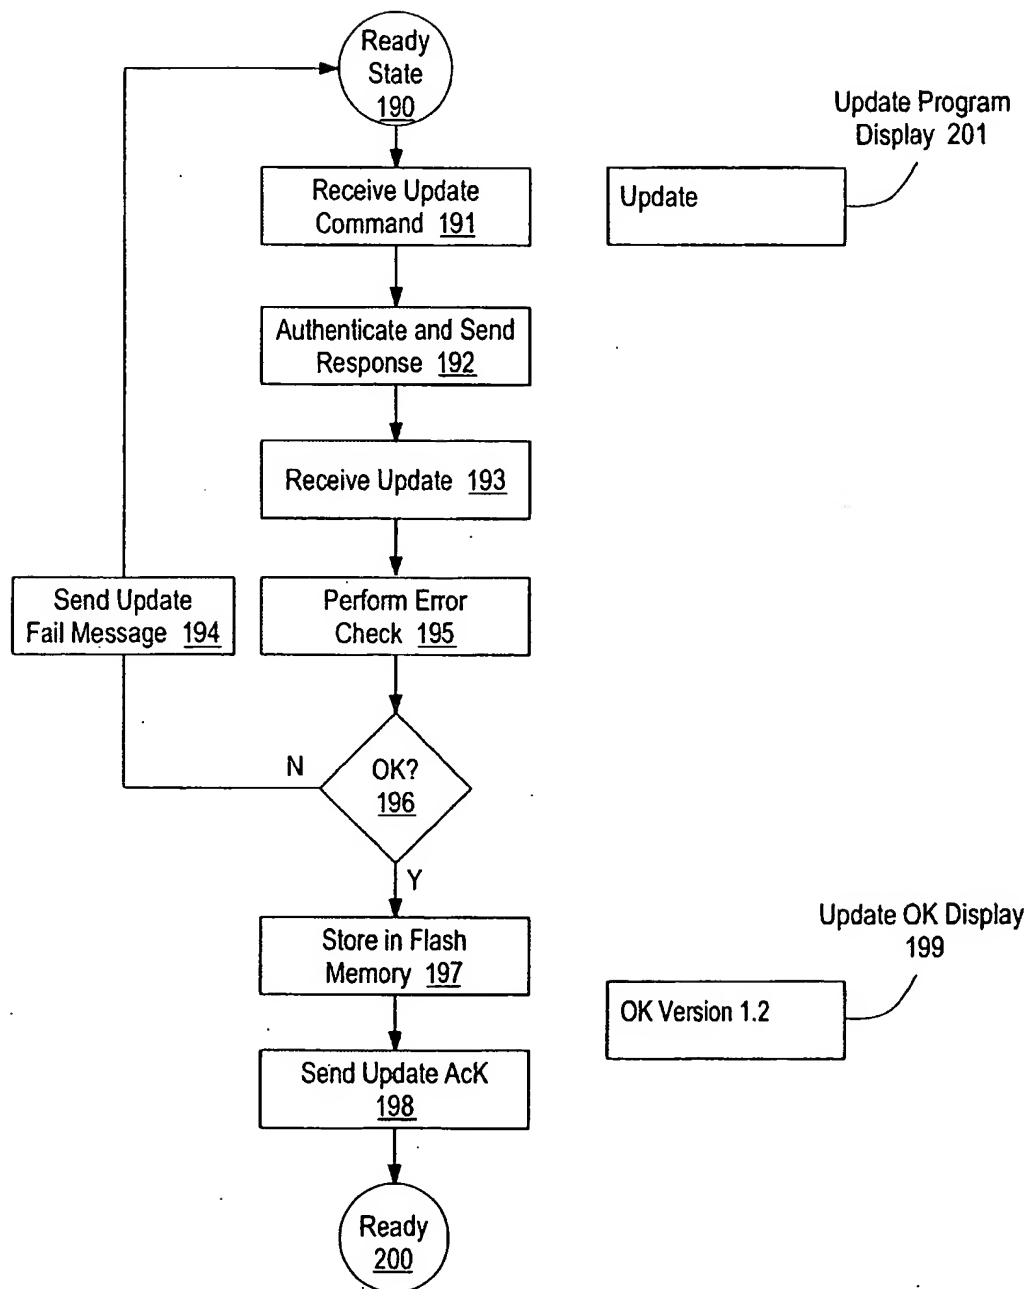 Ready
State
190
Update Program
Display 201
Receive Update
Command 191
Update
Authenticate and Send
Response 192
Receive Update 193
Send Update
Fail Message 194
Perform Error
Check 195
N
OK?
196
Y
Update OK Display
199
Store in Flash
Memory 197
OK Version 1.2
Send Update AcK
198
Ready
200